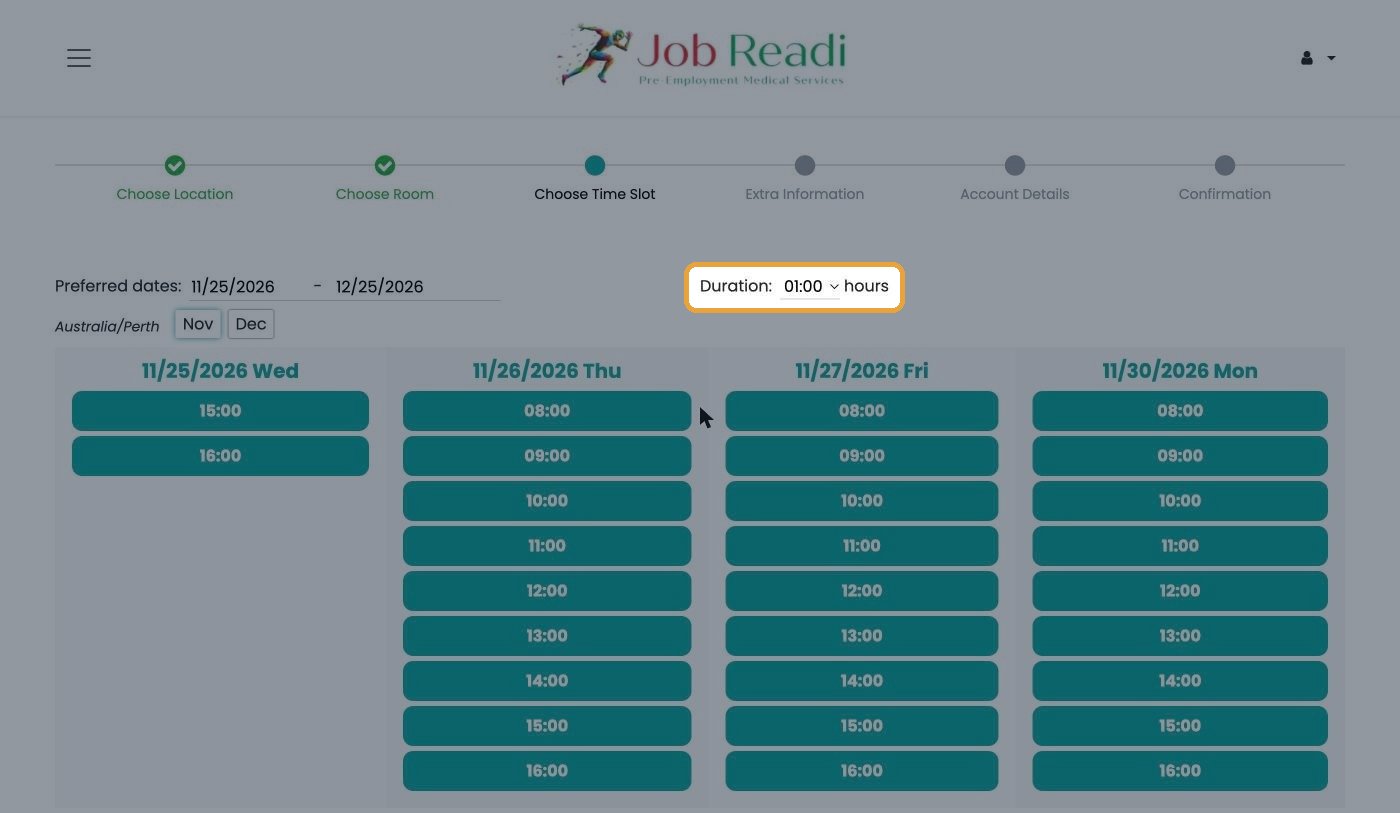 Job Readi
Pre-Employment Medical Services
Choose Location
Choose Room
Choose Time Slot
Extra Information
Account Details
Confirmation
Preferred dates: 11/25/2026 - 12/25/2026
Duration: 01:00 hours
Australia/Perth Nov Dec
11/25/2026 Wed
15:00
16:00
11/26/2026 Thu
08:00
09:00
10:00
11:00
12:00
13:00
14:00
15:00
16:00
11/27/2026 Fri
08:00
09:00
10:00
11:00
12:00
13:00
14:00
15:00
16:00
11/30/2026 Mon
08:00
09:00
10:00
11:00
12:00
13:00
14:00
15:00
16:00